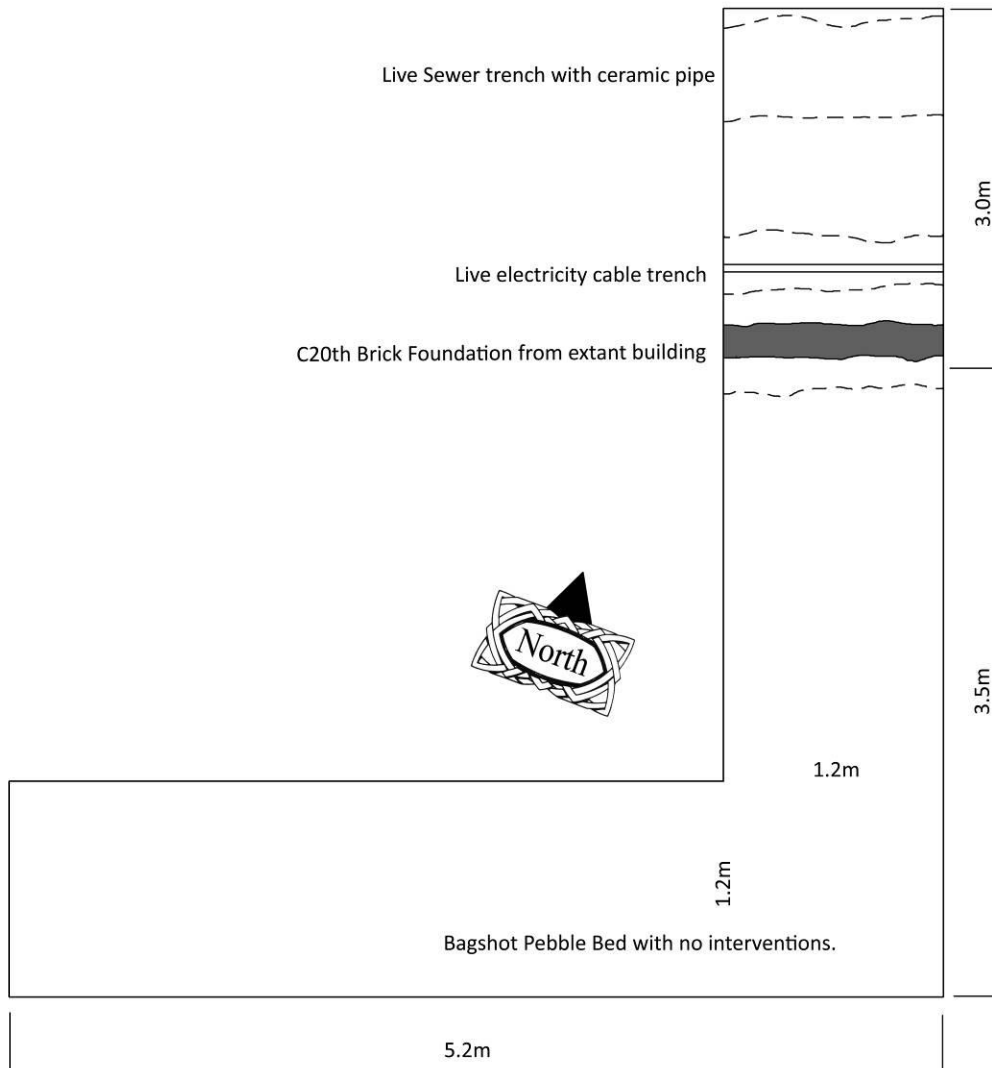 Live Sewer trench with ceramic pipe
3.0m
Live electricity cable trench
C20th Brick Foundation from extant building
North
3.5m
1.2m
1.2m
Bagshot Pebble Bed with no interventions.
5.2m